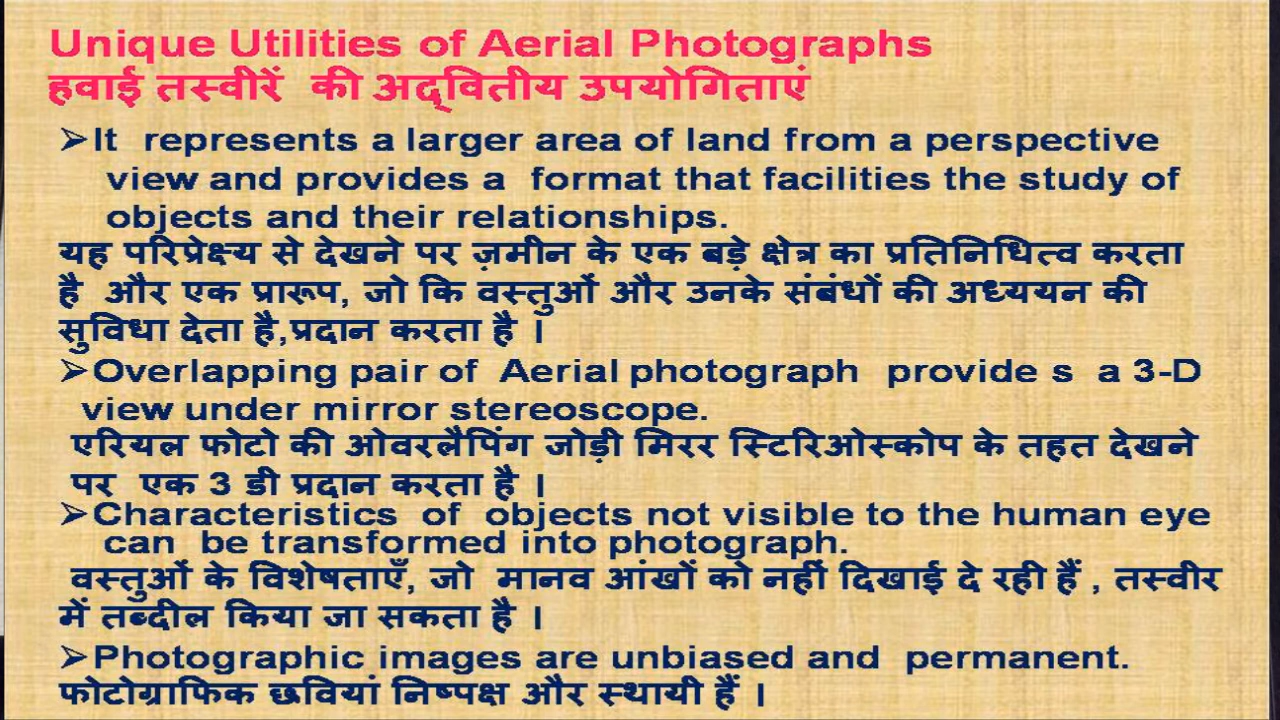 Unique Utilities of Aerial Photographs
हवाई तस्वीरें की अद्वितीय उपयोगिताएं
➢It represents a larger area of land from a perspective
view and provides a format that facilities the study of
objects and their relationships.
यह परिप्रेक्ष्य से देखने पर ज़मीन के एक बड़े क्षेत्र का प्रतिनिधित्व करता
है और एक प्रारूप, जो कि वस्तुओं और उनके संबंधों की अध्ययन की
सुविधा देता है,प्रदान करता है ।
➢Overlapping pair of Aerial photograph provide s a 3-D
view under mirror stereoscope.
एरियल फोटो की ओवरलैपिंग जोड़ी मिरर स्टिरिओस्कोप के तहत देखने
पर एक 3 डी प्रदान करता है ।
➢Characteristics of objects not visible to the human eye
can be transformed into photograph.
वस्तुओं के विशेषताएँ, जो मानव आंखों को नहीं दिखाई दे रही हैं , तस्वीर
में तब्दील किया जा सकता है ।
➢Photographic images are unbiased and permanent.
फोटोग्राफिक छवियां निष्पक्ष और स्थायी हैं ।